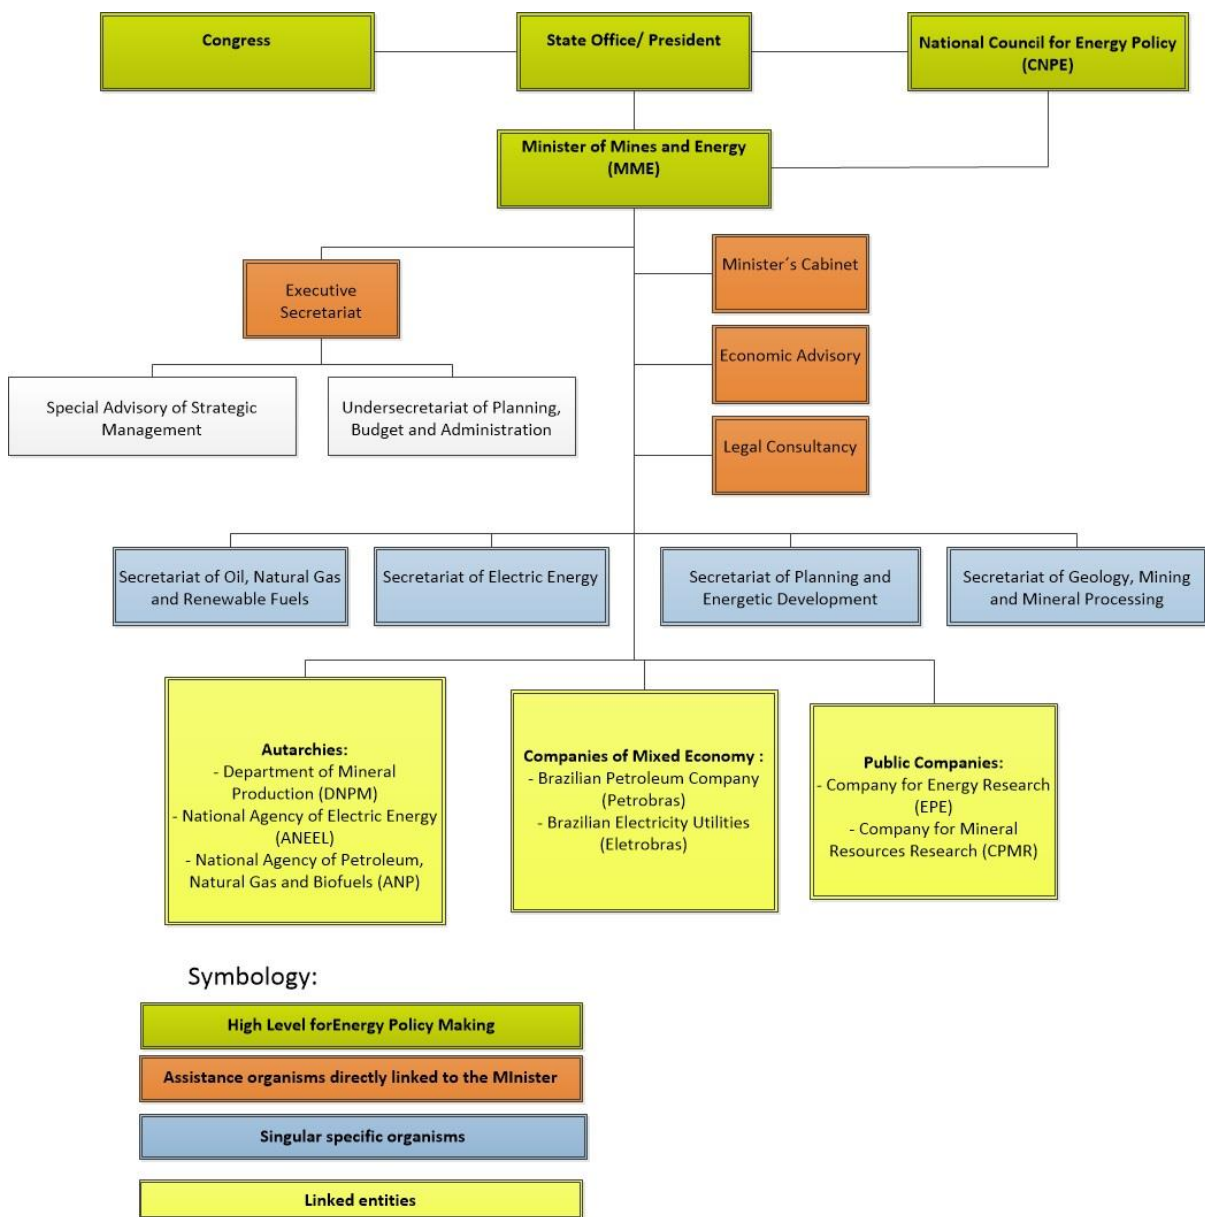 Congress
State Office/ President
National Council for Energy Policy
(CNPE)
Minister of Mines and Energy
(MME)
Executive
Secretariat
Minister´s Cabinet
Economic Advisory
Legal Consultancy
Special Advisory of Strategic
Management
Undersecretariat of Planning,
Budget and Administration
Secretariat of Oil, Natural Gas
and Renewable Fuels
Secretariat of Electric Energy
Secretariat of Planning and
Energetic Development
Secretariat of Geology, Mining
and Mineral Processing
Autarchies:
- Department of Mineral
Production (DNPM)
- National Agency of Electric Energy
(ANEEL)
- National Agency of Petroleum,
Natural Gas and Biofuels (ANP)
Companies of Mixed Economy :
- Brazilian Petroleum Company
(Petrobras)
- Brazilian Electricity Utilities
(Eletrobras)
Public Companies:
- Company for Energy Research
(EPE)
- Company for Mineral
Resources Research (CPMR)
Symbology:
High Level forEnergy Policy Making
Assistance organisms directly linked to the MInister
Singular specific organisms
Linked entities